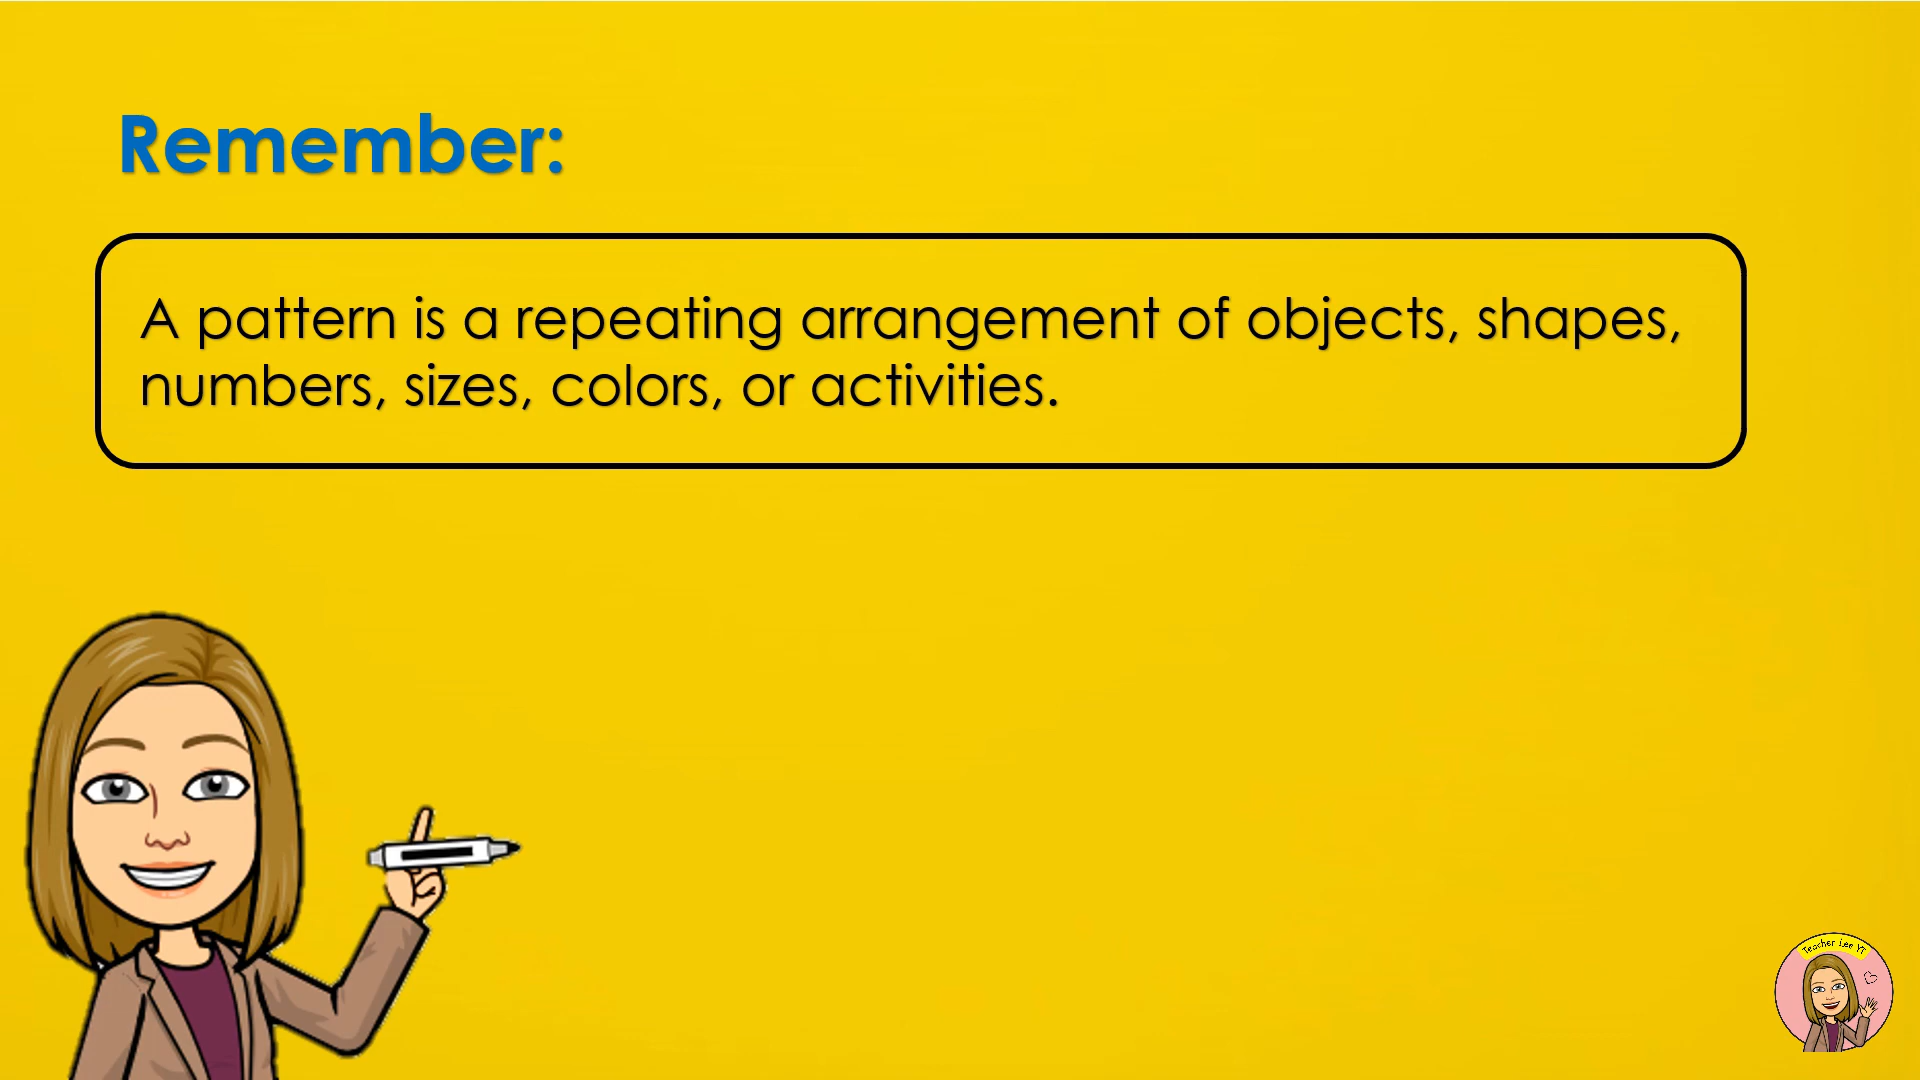 Remember:
A pattern is a repeating arrangement of objects, shapes,
numbers, sizes, colors, or activities.
Teacher Lee YT